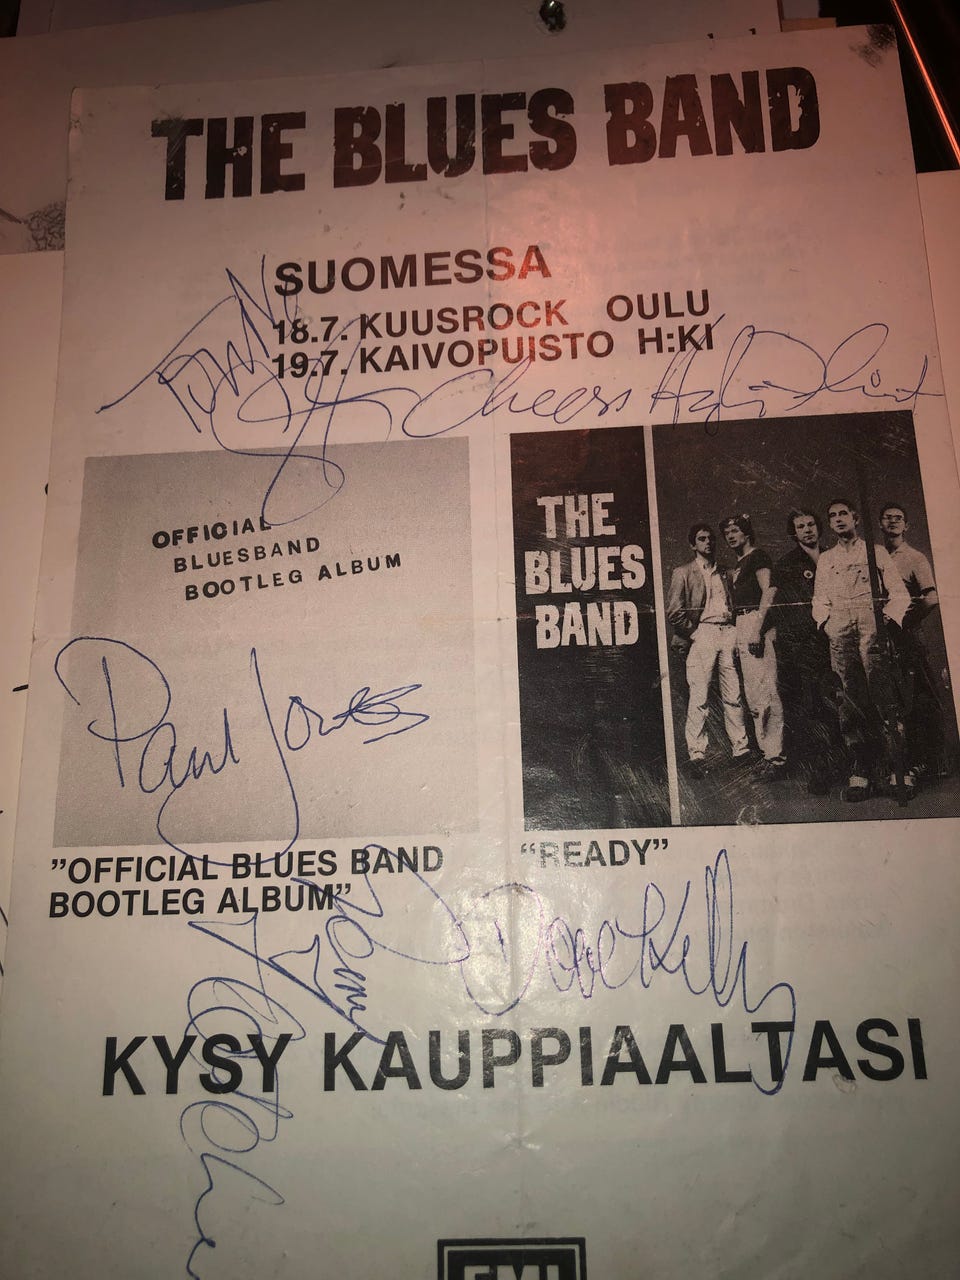 THE BLUES BAND
SUOMESSA
18.7. KUUSROCK OULU
19.7. KAIVOPUISTO H:KI
Cheers
OFFICIAL
BLUESBAND
BOOTLEG ALBUM
THE
BLUES
BAND
Paul Jones
"OFFICIAL BLUES BAND
BOOTLEG ALBUM"
"READY"
Dave Kelly
KYSY KAUPPIAALTASI
EMI